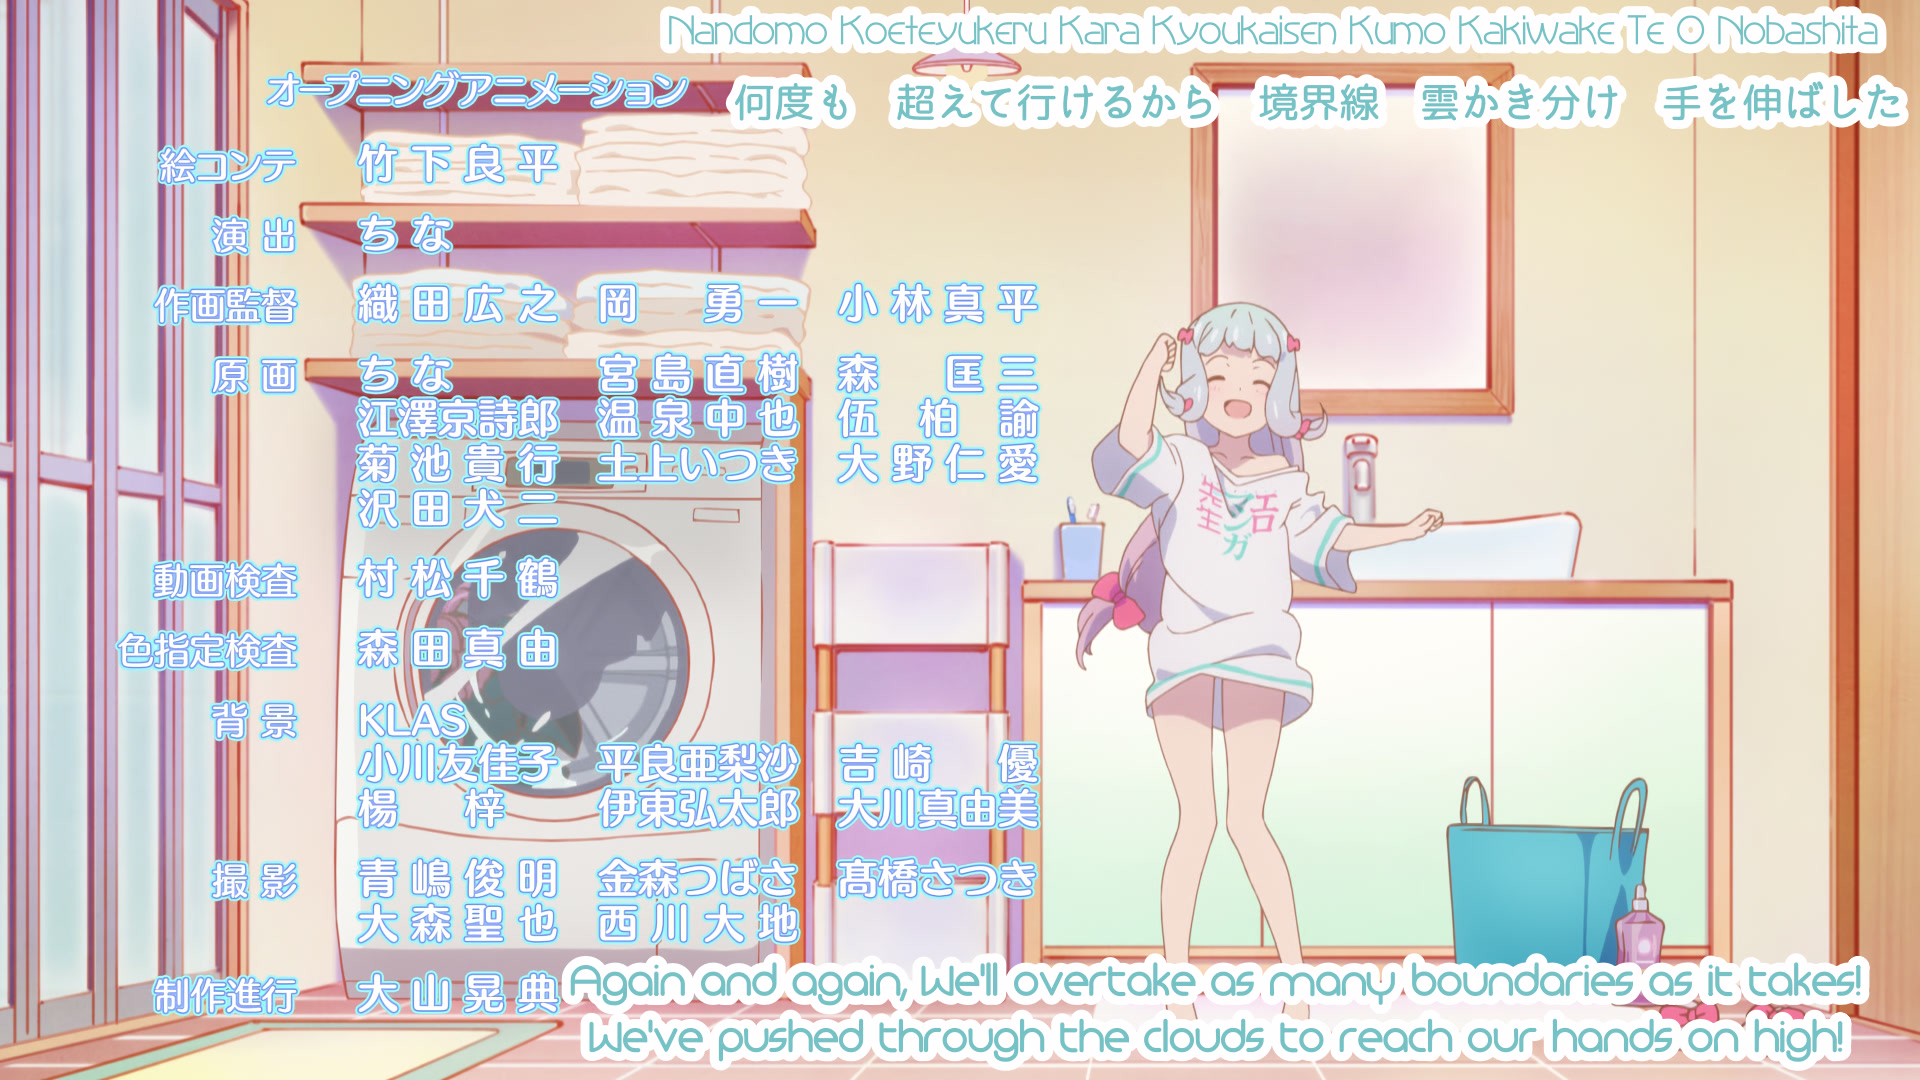 Nandomo Koeteyukeru Kara Kyoukaisen Kumo Kakiwake Te O Nobashita
何度も　超えて行けるから　境界線　雲かき分け　手を伸ばした
オープニングアニメーション
絵コンテ　竹下良平
演出　ちな
作画監督　織田広之　岡勇一　小林真平
原画　ちな　宮島直樹　森匡三
江澤京詩郎　温泉中也　伍柏諭
菊池貴行　土上いつき　大野仁愛
沢田犬二
動画検査　村松千鶴
色指定検査　森田真由
背景　KLAS
小川友佳子　平良亜梨沙　吉崎優
楊梓　伊東弘太郎　大川真由美
撮影　青嶋俊明　金森つばさ　髙橋さつき
大森聖也　西川大地
制作進行　大山晃典
エロ
マンガ
先生
Again and again, We'll overtake as many boundaries as it takes!
We've pushed through the clouds to reach our hands on high!